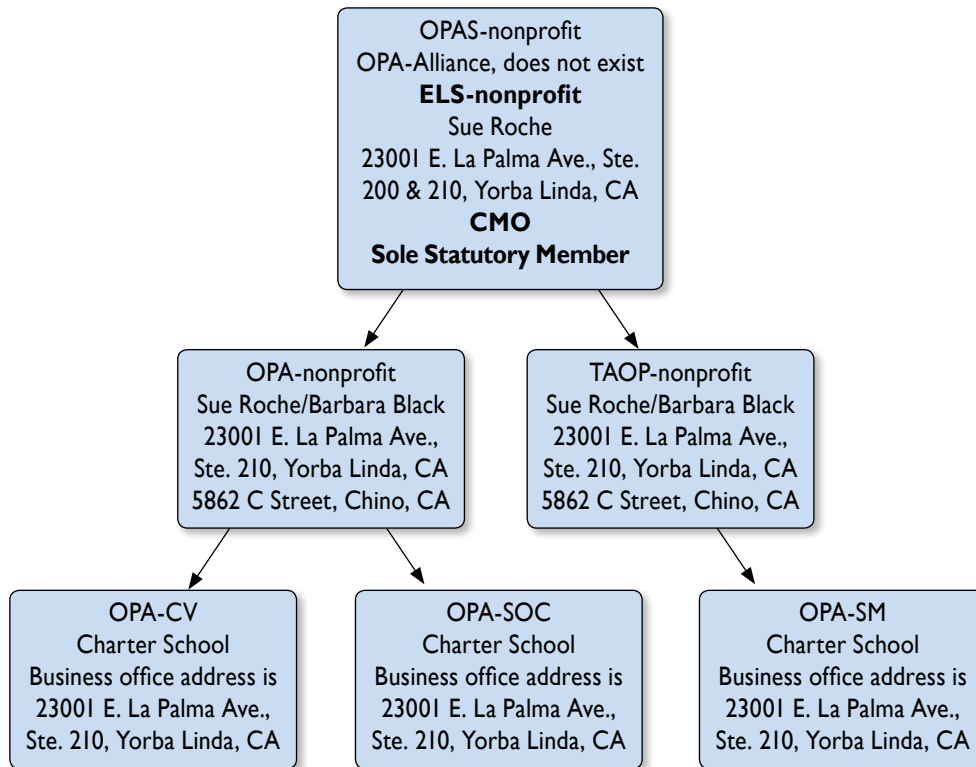 OPAS-nonprofit
OPA-Alliance, does not exist
ELS-nonprofit
Sue Roche
23001 E. La Palma Ave., Ste.
200 & 210, Yorba Linda, CA
CMO
Sole Statutory Member
OPA-nonprofit
Sue Roche/Barbara Black
23001 E. La Palma Ave.,
Ste. 210, Yorba Linda, CA
5862 C Street, Chino, CA
TAOP-nonprofit
Sue Roche/Barbara Black
23001 E. La Palma Ave.,
Ste. 210, Yorba Linda, CA
5862 C Street, Chino, CA
OPA-CV
Charter School
Business office address is
23001 E. La Palma Ave.,
Ste. 210, Yorba Linda, CA
OPA-SOC
Charter School
Business office address is
23001 E. La Palma Ave.,
Ste. 210, Yorba Linda, CA
OPA-SM
Charter School
Business office address is
23001 E. La Palma Ave.,
Ste. 210, Yorba Linda, CA